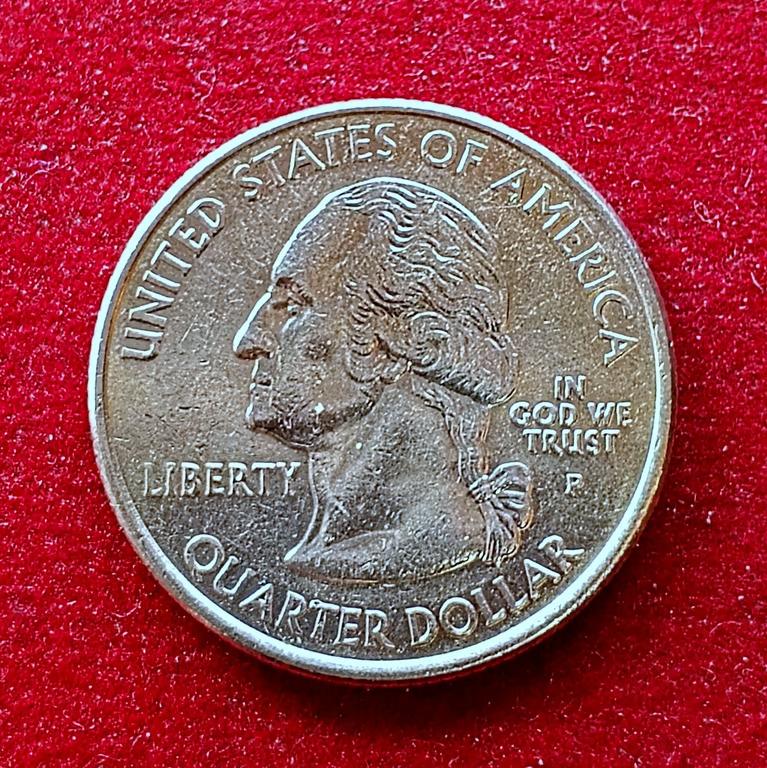 UNITED STATES OF AMERICA
IN
GOD WE
TRUST
LIBERTY
P
QUARTER DOLLAR